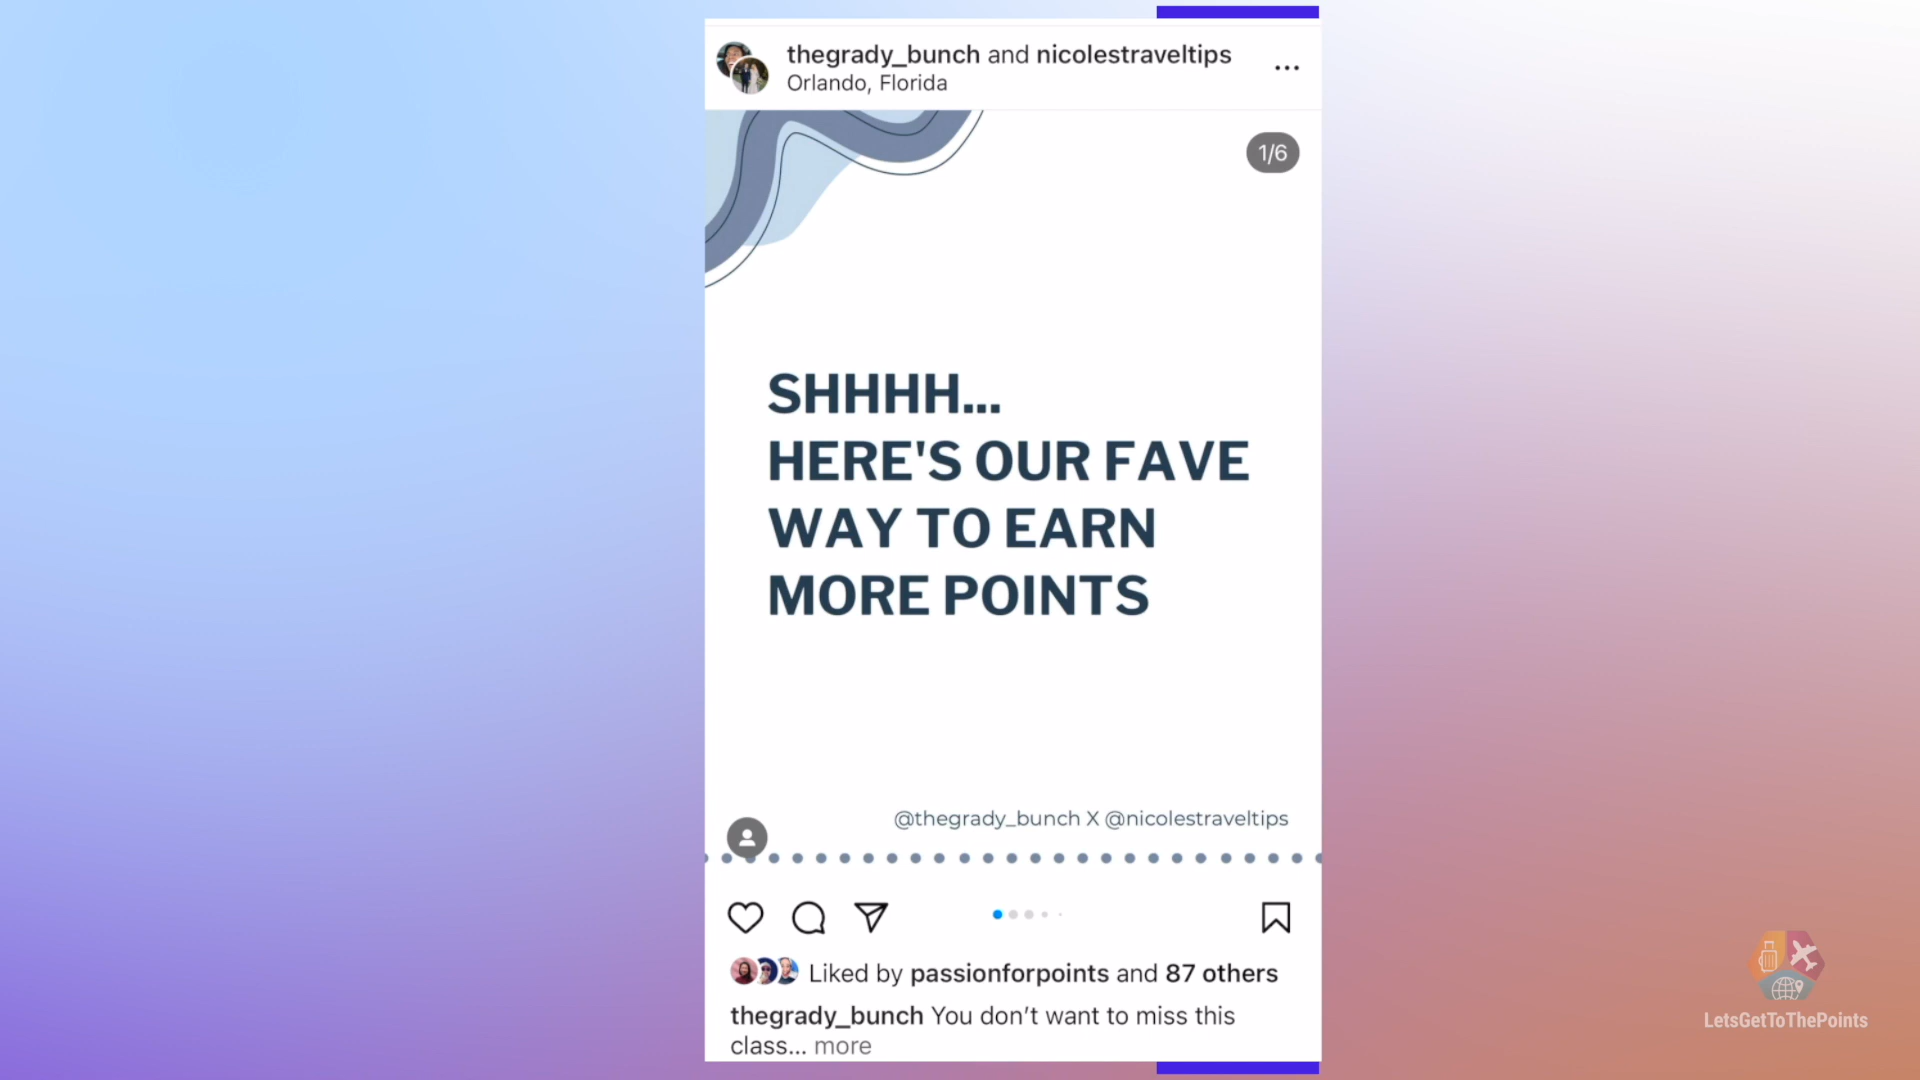 thegrady_bunch and nicolestraveltips
Orlando, Florida
1/6
SHHHH...
HERE'S OUR FAVE
WAY TO EARN
MORE POINTS
@thegrady_bunch X @nicolestraveltips
Liked by passionforpoints and 87 others
thegrady_bunch You don’t want to miss this
class... more
LetsGetToThePoints